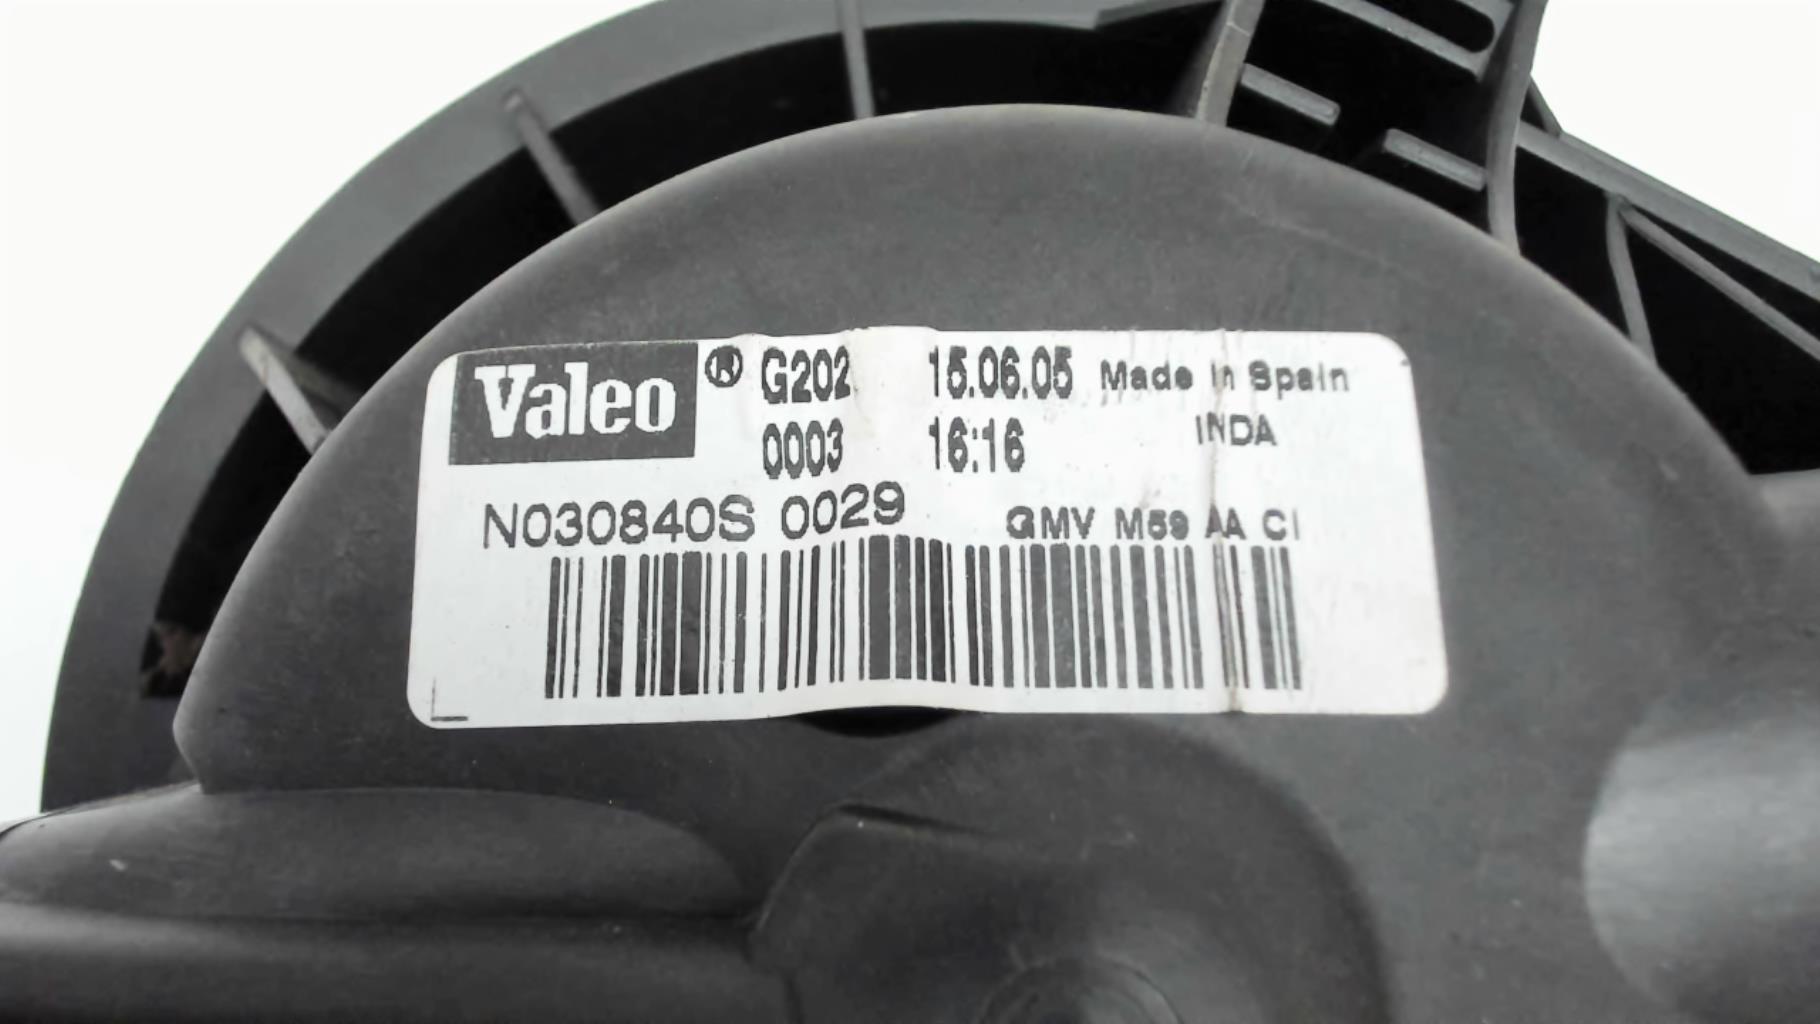 Valeo ® G202 15.06.05 Made in Spain
0003 16:16 INDA
N030840S 0029 GMV M59 AA CI